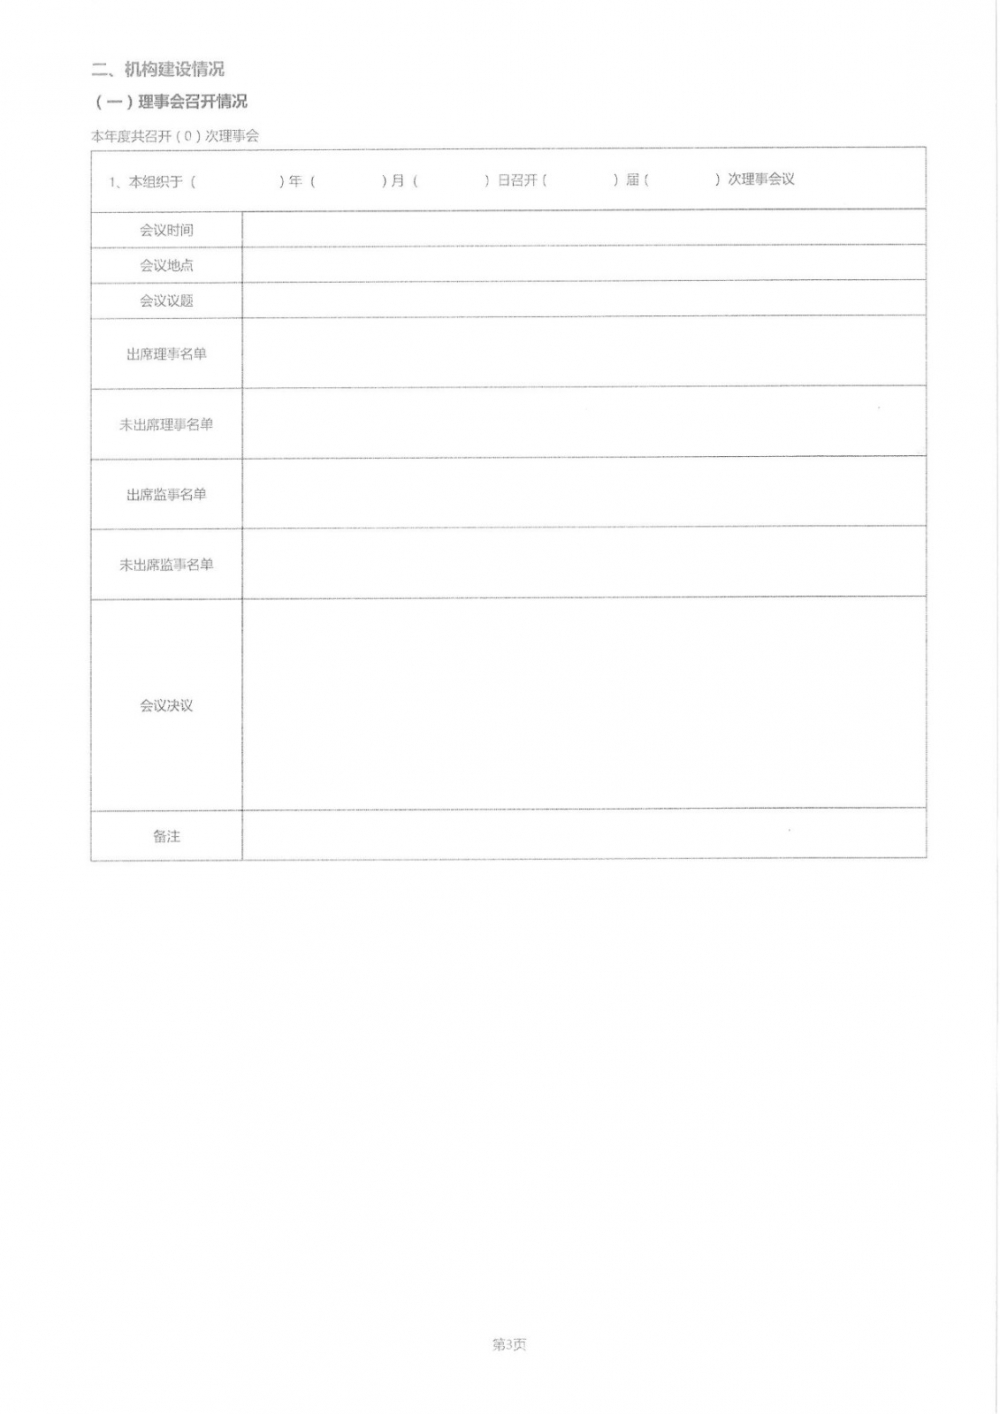 二、机构建设情况
（一）理事会召开情况
本年度共召开（0）次理事会
1、本组织于（ ）年（ ）月（ ）日召开（ ）届（ ）次理事会议
会议时间
会议地点
会议议题
出席理事名单
未出席理事名单
出席监事名单
未出席监事名单
会议决议
备注
第3页